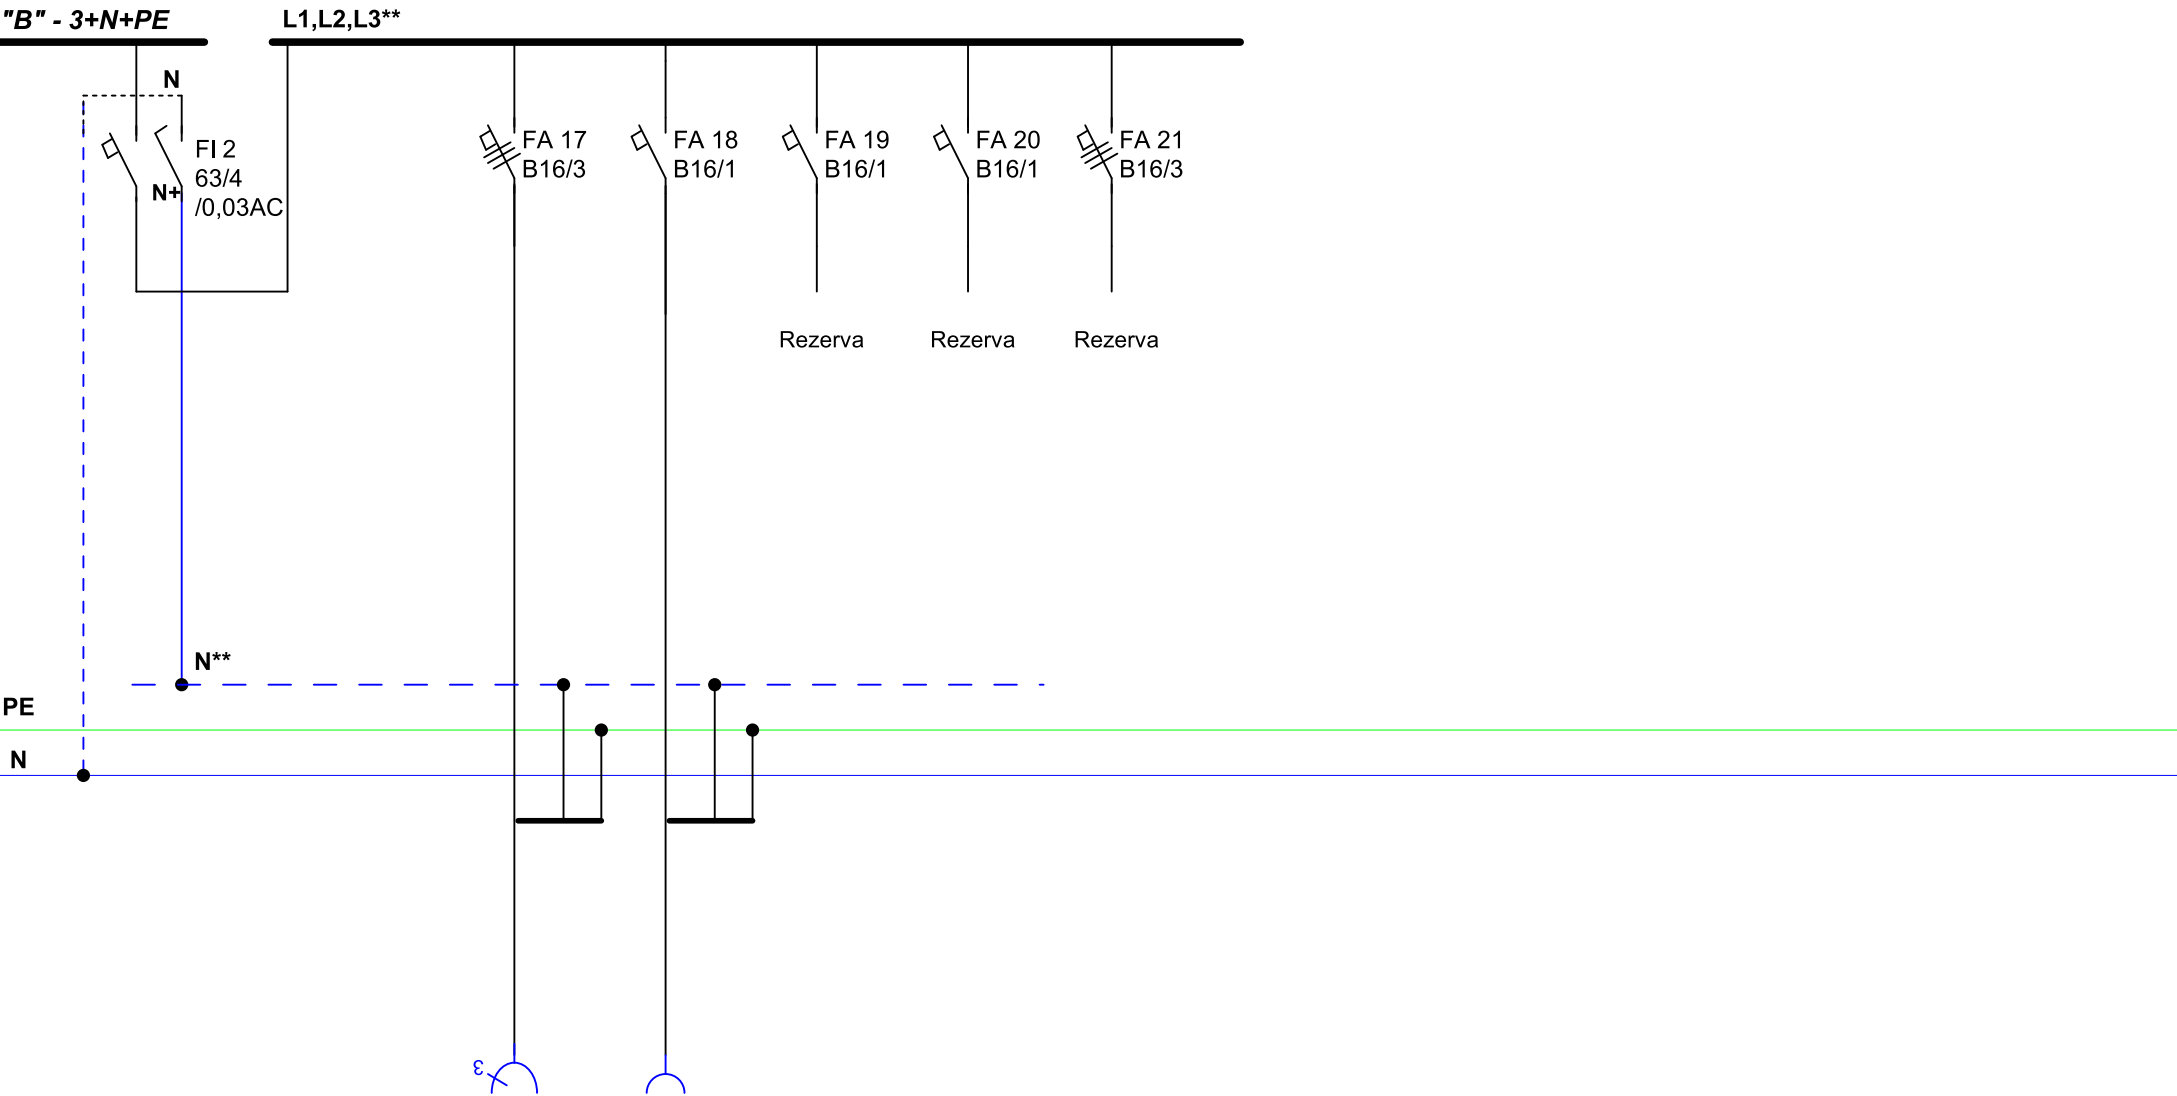 "B" - 3+N+PE
L1,L2,L3**
N
FI 2
63/4
/0,03AC
N+
FA 17
B16/3
FA 18
B16/1
FA 19
B16/1
FA 20
B16/1
FA 21
B16/3
Rezerva
Rezerva
Rezerva
N**
PE
N
3